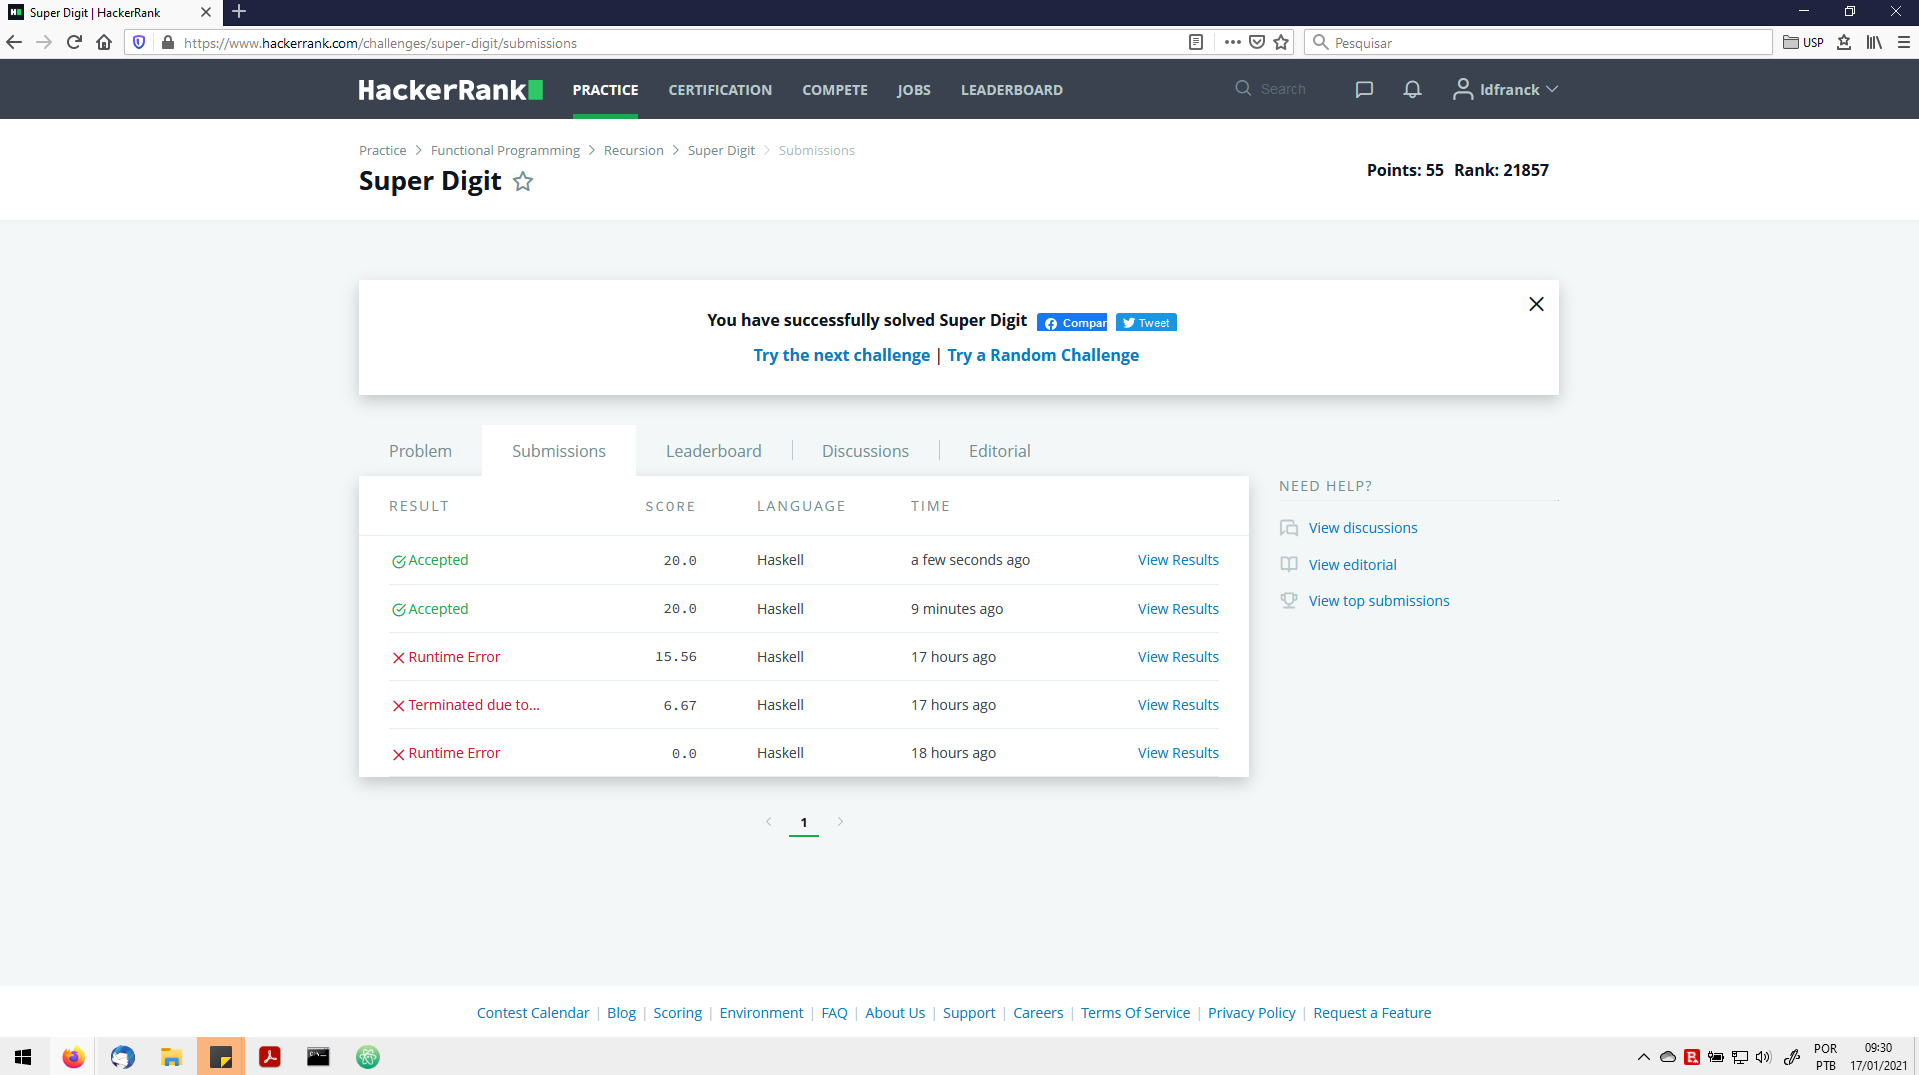 Super Digit | HackerRank
https://www.hackerrank.com/challenges/super-digit/submissions
Pesquisar
USP
HackerRank
PRACTICE
CERTIFICATION
COMPETE
JOBS
LEADERBOARD
Search
ldfranck
Practice > Functional Programming > Recursion > Super Digit > Submissions
Super Digit
Points: 55 Rank: 21857
You have successfully solved Super Digit
Compar
Tweet
Try the next challenge | Try a Random Challenge
Problem
Submissions
Leaderboard
Discussions
Editorial
RESULT SCORE LANGUAGE TIME
Accepted 20.0 Haskell a few seconds ago View Results
Accepted 20.0 Haskell 9 minutes ago View Results
Runtime Error 15.56 Haskell 17 hours ago View Results
Terminated due to... 6.67 Haskell 17 hours ago View Results
Runtime Error 0.0 Haskell 18 hours ago View Results
1
NEED HELP?
View discussions
View editorial
View top submissions
Contest Calendar | Blog | Scoring | Environment | FAQ | About Us | Support | Careers | Terms Of Service | Privacy Policy | Request a Feature
POR
PTB
09:30
17/01/2021